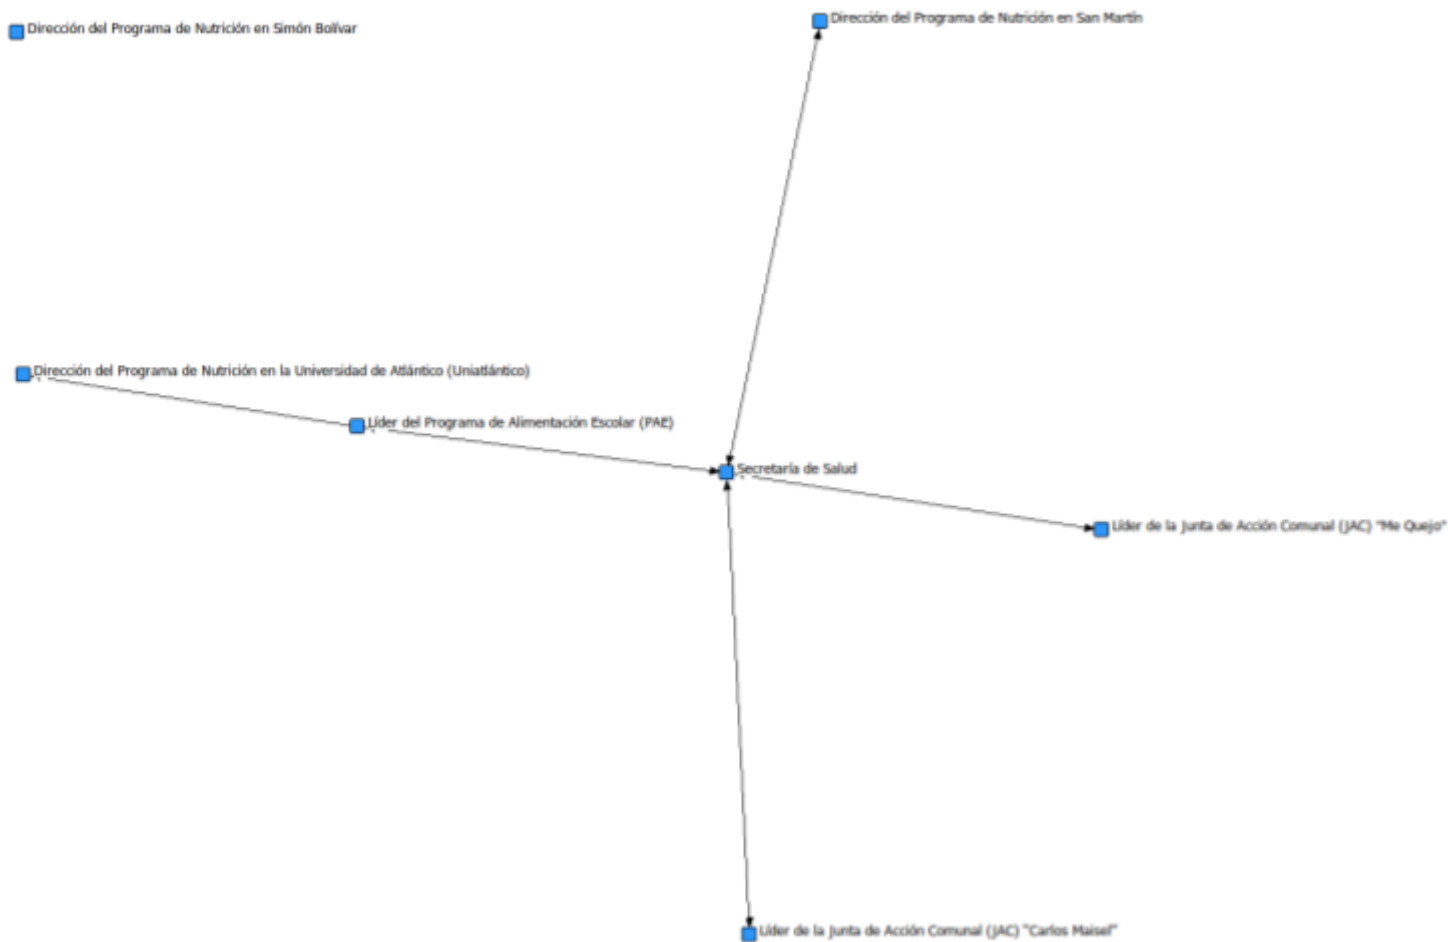 Dirección del Programa de Nutrición en San Martín
Dirección del Programa de Nutrición en Simón Bolívar
Dirección del Programa de Nutrición en la Universidad de Atlántico (Uniatlántico)
Líder del Programa de Alimentación Escolar (PAE)
Secretaría de Salud
Líder de la Junta de Acción Comunal (JAC) "Me Quejo"
Líder de la Junta de Acción Comunal (JAC) "Carlos Maisel"